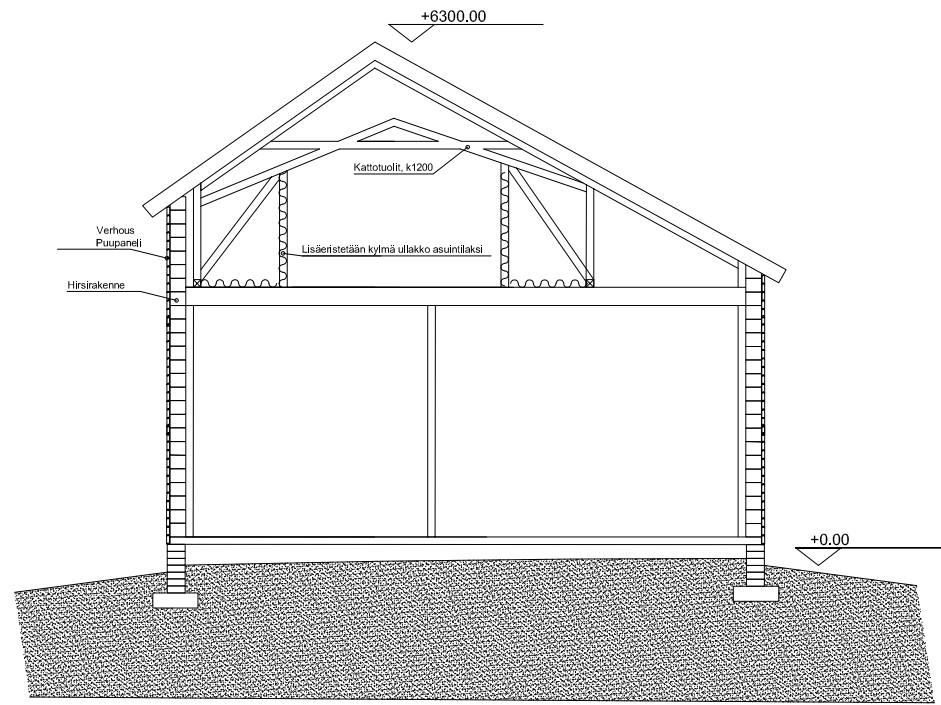 +6300.00
Kattotuolit, k1200
Verhous
Puupaneli
Lisäeristetään kylmä ullakko asuintilaksi
Hirsirakenne
+0.00